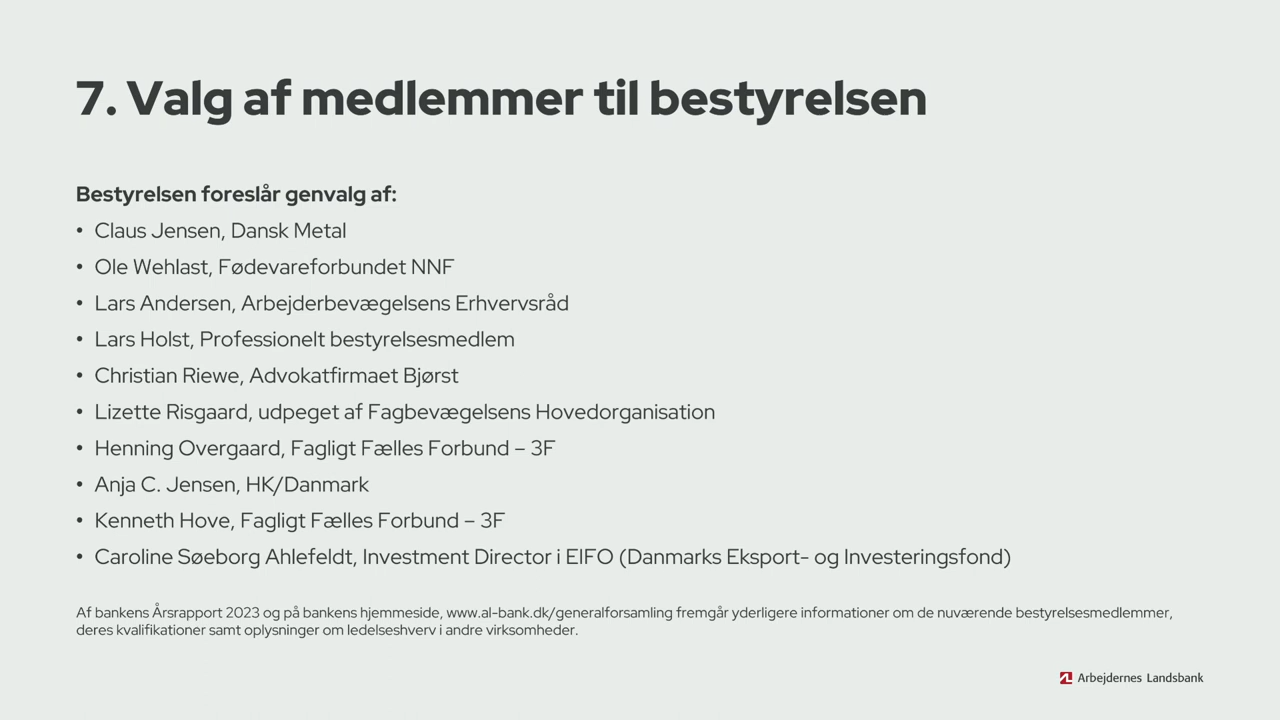 7. Valg af medlemmer til bestyrelsen
Bestyrelsen foreslår genvalg af:
• Claus Jensen, Dansk Metal
• Ole Wehlast, Fødevareforbundet NNF
• Lars Andersen, Arbejderbevægelsens Erhvervsråd
• Lars Holst, Professionelt bestyrelsesmedlem
• Christian Riewe, Advokatfirmaet Bjørst
• Lizette Risgaard, udpeget af Fagbevægelsens Hovedorganisation
• Henning Overgaard, Fagligt Fælles Forbund – 3F
• Anja C. Jensen, HK/Danmark
• Kenneth Hove, Fagligt Fælles Forbund – 3F
• Caroline Søeborg Ahlefeldt, Investment Director i EIFO (Danmarks Eksport- og Investeringsfond)
Af bankens Årsrapport 2023 og på bankens hjemmeside, www.al-bank.dk/generalforsamling fremgår yderligere informationer om de nuværende bestyrelsesmedlemmer,
deres kvalifikationer samt oplysninger om ledelseshverv i andre virksomheder.
Arbejdernes Landsbank